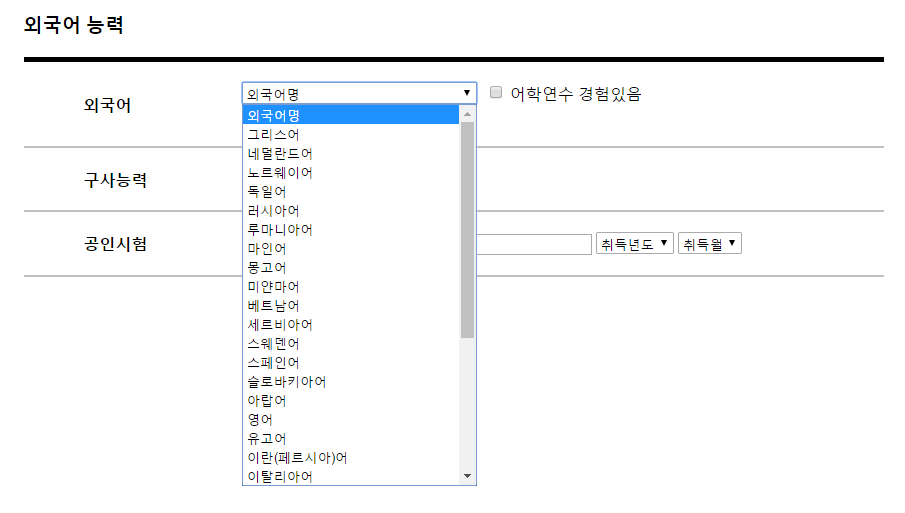 외국어 능력
외국어
외국어명
어학연수 경험있음
외국어명
그리스어
네덜란드어
노르웨이어
독일어
러시아어
루마니아어
마인어
몽고어
미얀마어
베트남어
세르비아어
스웨덴어
스페인어
슬로바키아어
아랍어
영어
유고어
이란(페르시아)어
이탈리아어
구사능력
공인시험
취득년도
취득월